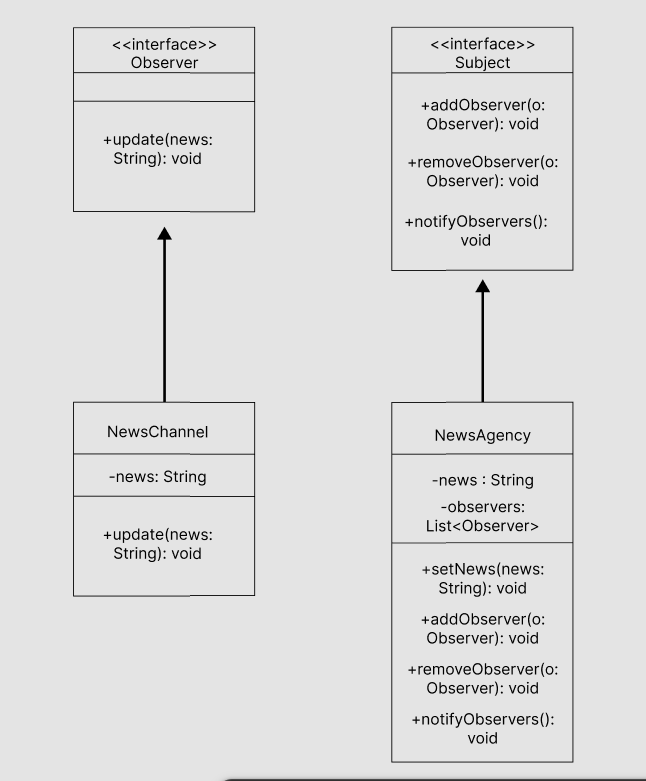 <<interface>>
Observer
+update(news:
String): void
<<interface>>
Subject
+addObserver(o:
Observer): void
+removeObserver(o:
Observer): void
+notifyObservers():
void
NewsChannel
-news: String
+update(news:
String): void
NewsAgency
-news : String
-observers:
List<Observer>
+setNews(news:
String): void
+addObserver(o:
Observer): void
+removeObserver(o:
Observer): void
+notifyObservers():
void